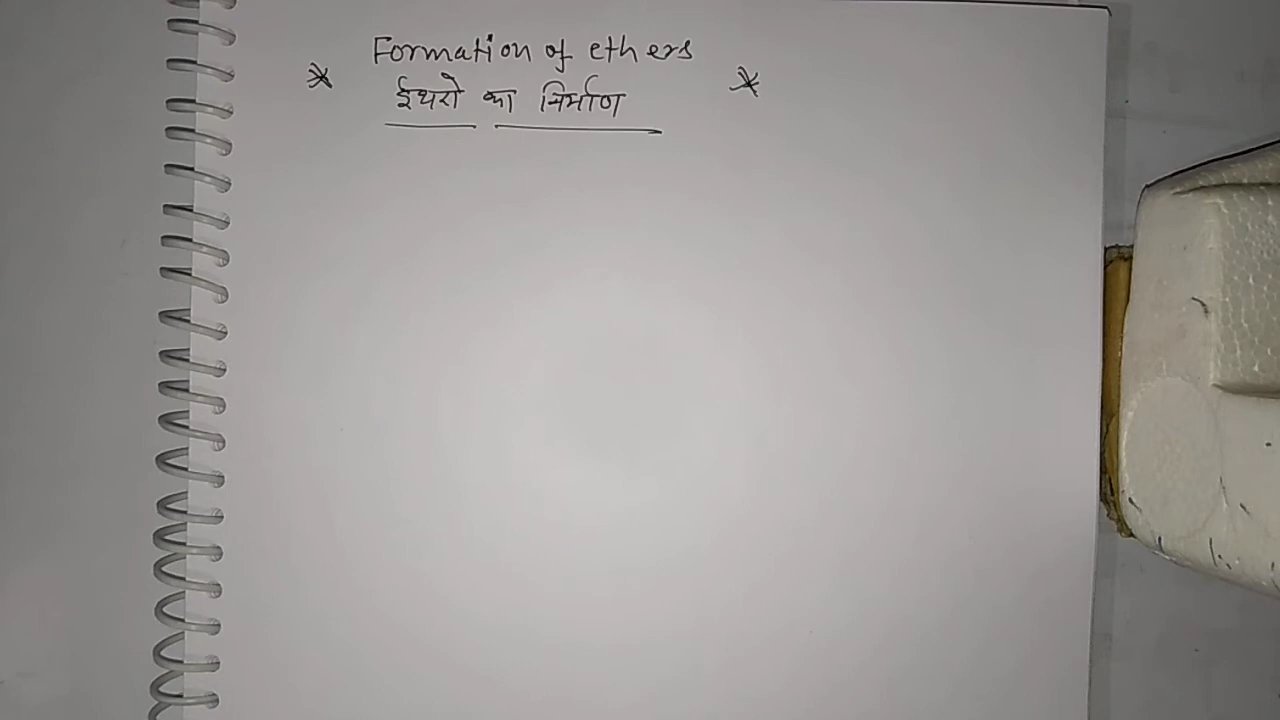 Formation of ethers
* ईथरो का निर्माण *